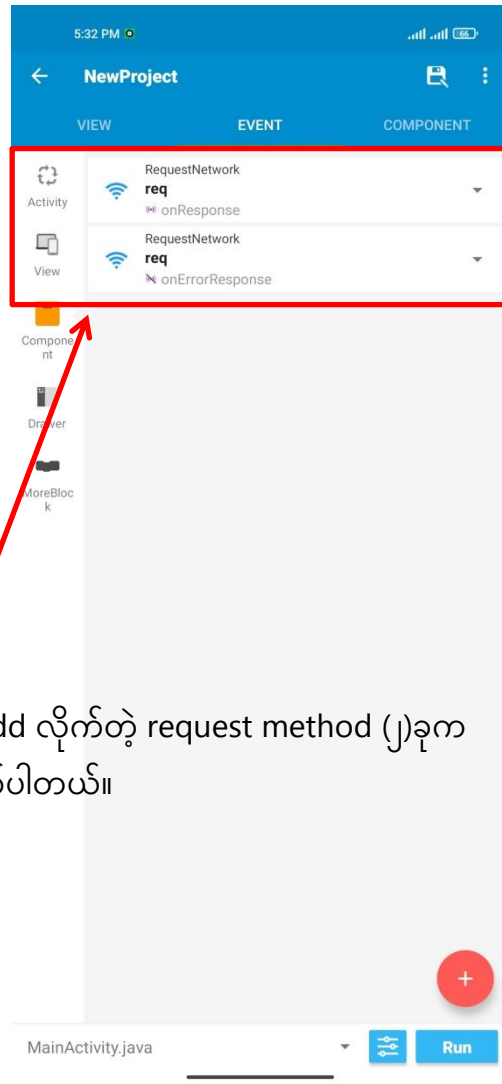 5:32 PM
66
NewProject
VIEW EVENT COMPONENT
Activity
RequestNetwork
req
onResponse
View
RequestNetwork
req
onErrorResponse
Compone
nt
Drawer
MoreBloc
k
dd လိုက်တဲ့ request method (၂)ခုက
ပါတယ်။
+
MainActivity.java
Run